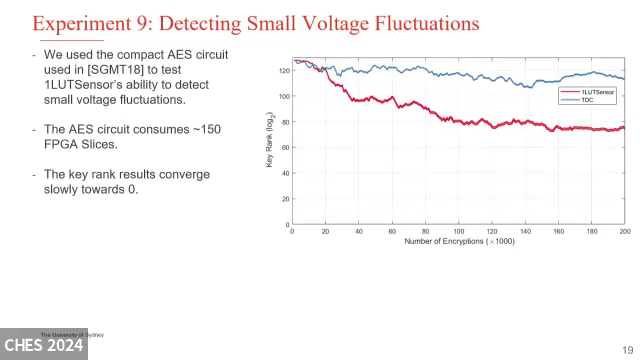 Experiment 9: Detecting Small Voltage Fluctuations
- We used the compact AES circuit
used in [SGMT18] to test
1LUTSensor's ability to detect
small voltage fluctuations.
- The AES circuit consumes ~150
FPGA Slices.
- The key rank results converge
slowly towards 0.
Key Rank (log2)
120
100
80
60
40
20
0
1LUTSensor
TDC
0 20 40 60 80 100 120 140 160 180 200
Number of Encryptions (×1000)
The University of Sydney
CHES 2024
19